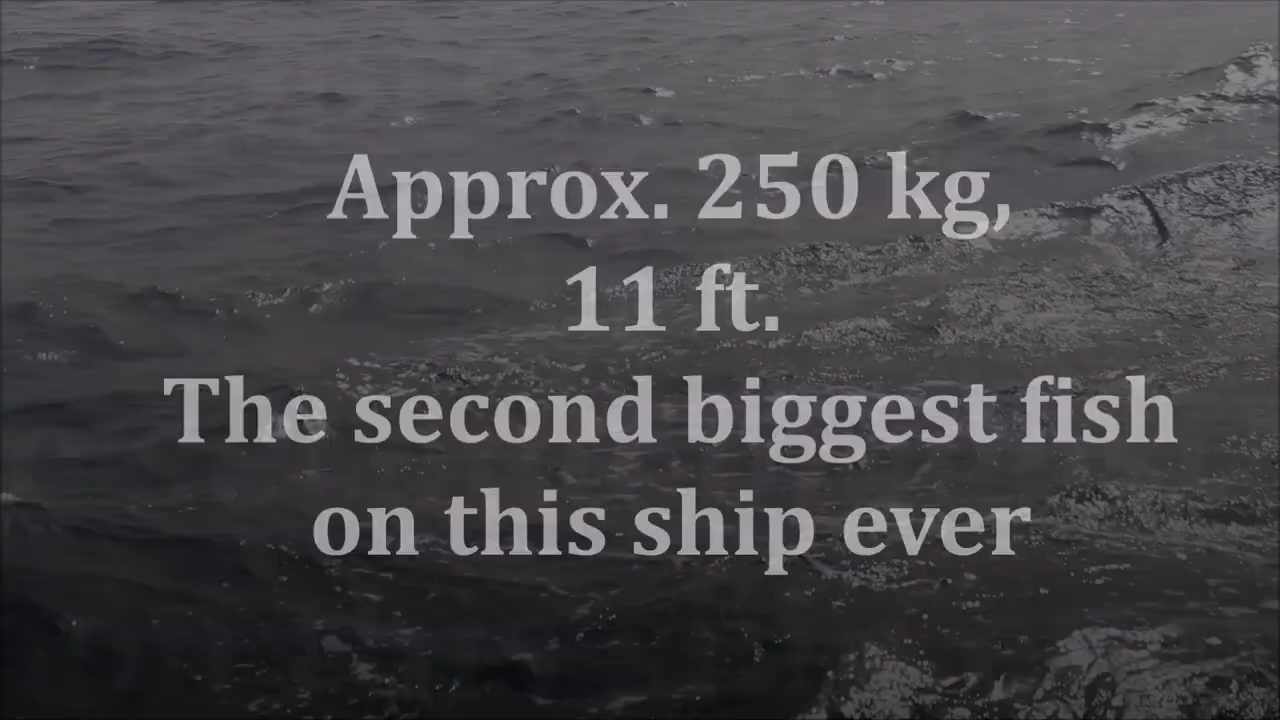 Approx. 250 kg,
11 ft.
The second biggest fish
on this ship ever